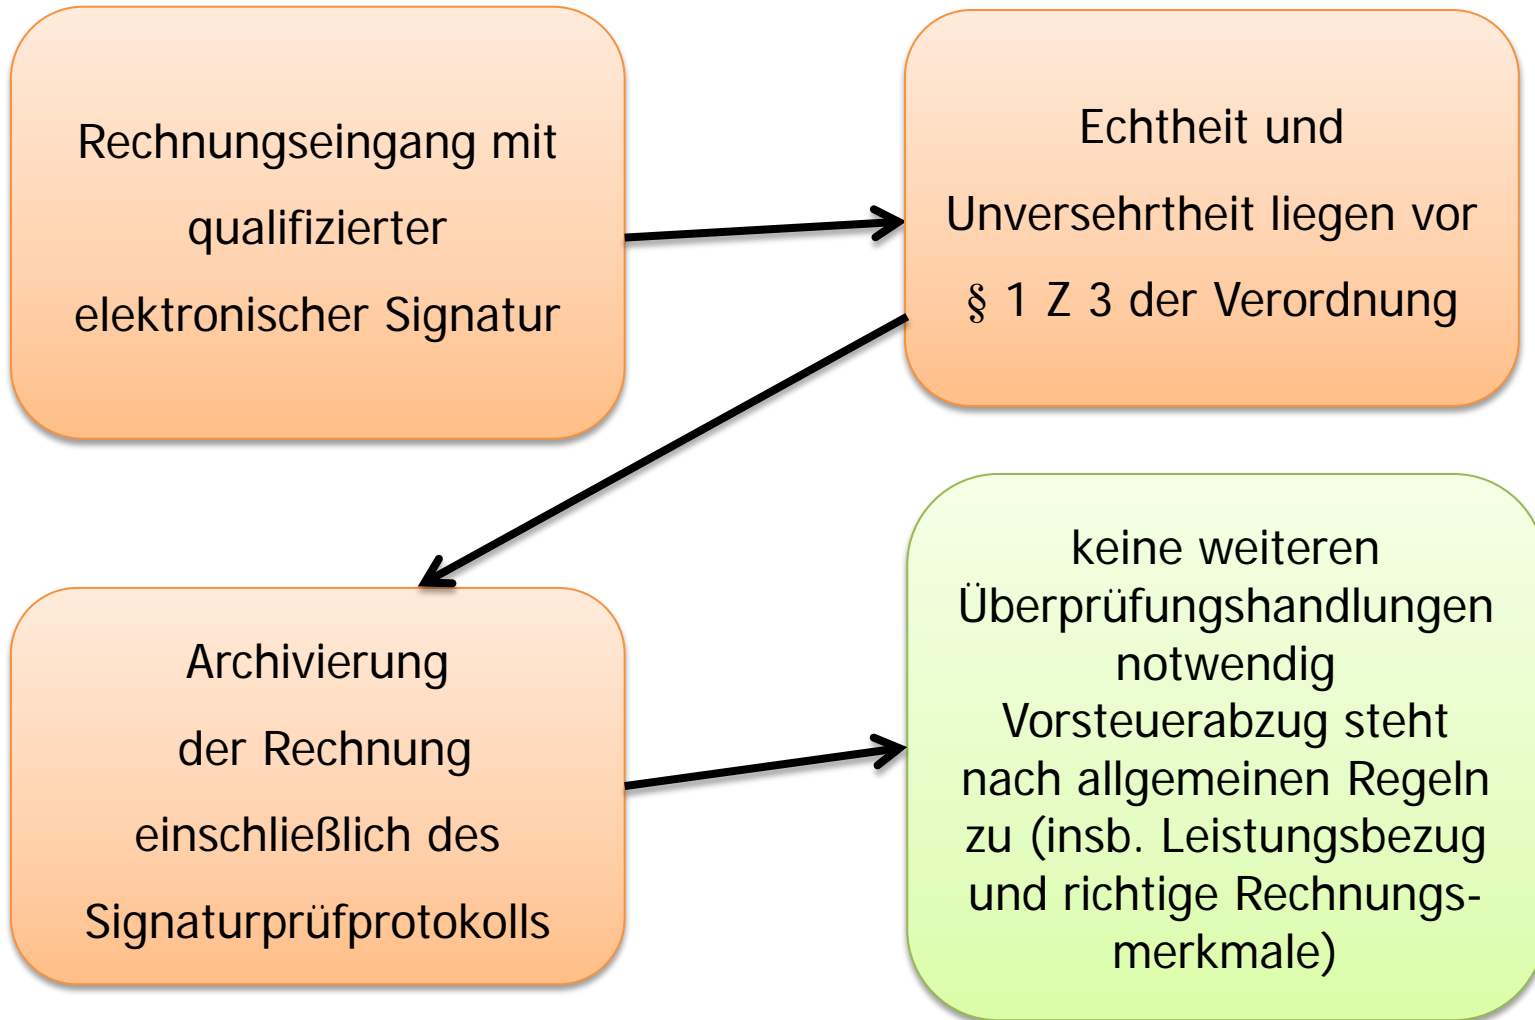 Rechnungseingang mit
qualifizierter
elektronischer Signatur
Echtheit und
Unversehrtheit liegen vor
§ 1 Z 3 der Verordnung
Archivierung
der Rechnung
einschließlich des
Signaturprüfprotokolls
keine weiteren
Überprüfungshandlungen
notwendig
Vorsteuerabzug steht
nach allgemeinen Regeln
zu (insb. Leistungsbezug
und richtige Rechnungs-
merkmale)